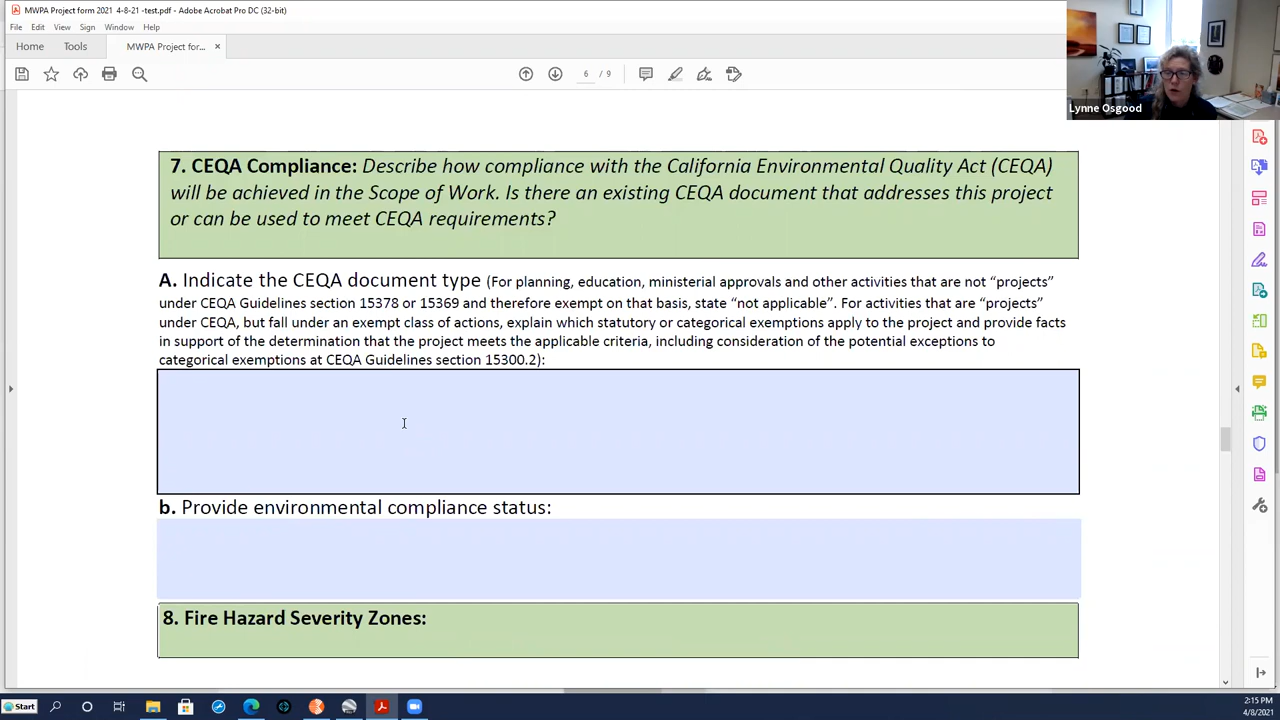 MWPA Project form 2021 4-8-21 -test.pdf - Adobe Acrobat Pro DC (32-bit)
File Edit View Sign Window Help
Home Tools MWPA Project for... ×
6 / 9
Lynne Osgood
7. CEQA Compliance: Describe how compliance with the California Environmental Quality Act (CEQA)
will be achieved in the Scope of Work. Is there an existing CEQA document that addresses this project
or can be used to meet CEQA requirements?
A. Indicate the CEQA document type (For planning, education, ministerial approvals and other activities that are not “projects”
under CEQA Guidelines section 15378 or 15369 and therefore exempt on that basis, state “not applicable”. For activities that are “projects”
under CEQA, but fall under an exempt class of actions, explain which statutory or categorical exemptions apply to the project and provide facts
in support of the determination that the project meets the applicable criteria, including consideration of the potential exceptions to
categorical exemptions at CEQA Guidelines section 15300.2):
b. Provide environmental compliance status:
8. Fire Hazard Severity Zones:
Start
2:15 PM
4/8/2021